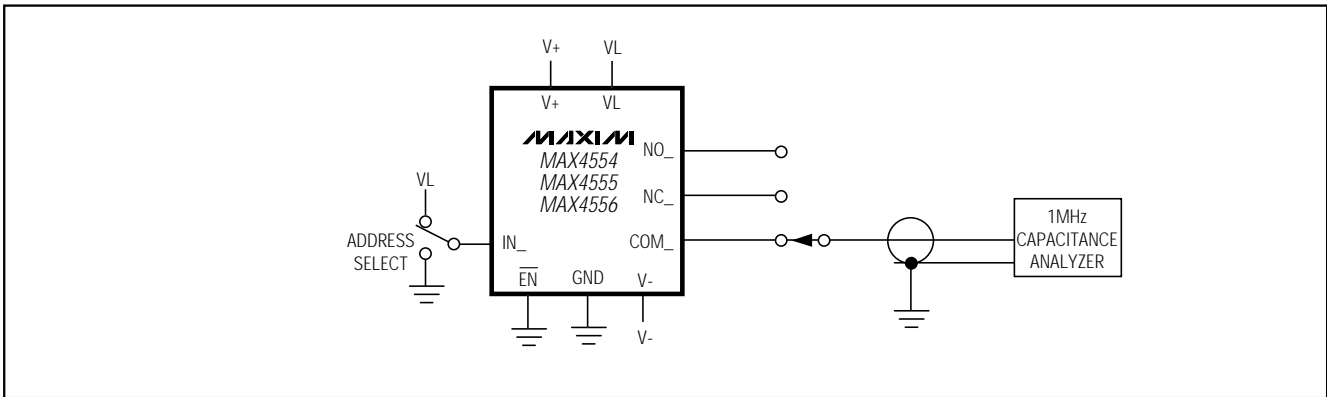 V+ VL
V+ VL
MAXIM
MAX4554
MAX4555
MAX4556
NO_
NC_
COM_
VL
ADDRESS
SELECT
IN_
EN GND V-
V-
1MHz
CAPACITANCE
ANALYZER